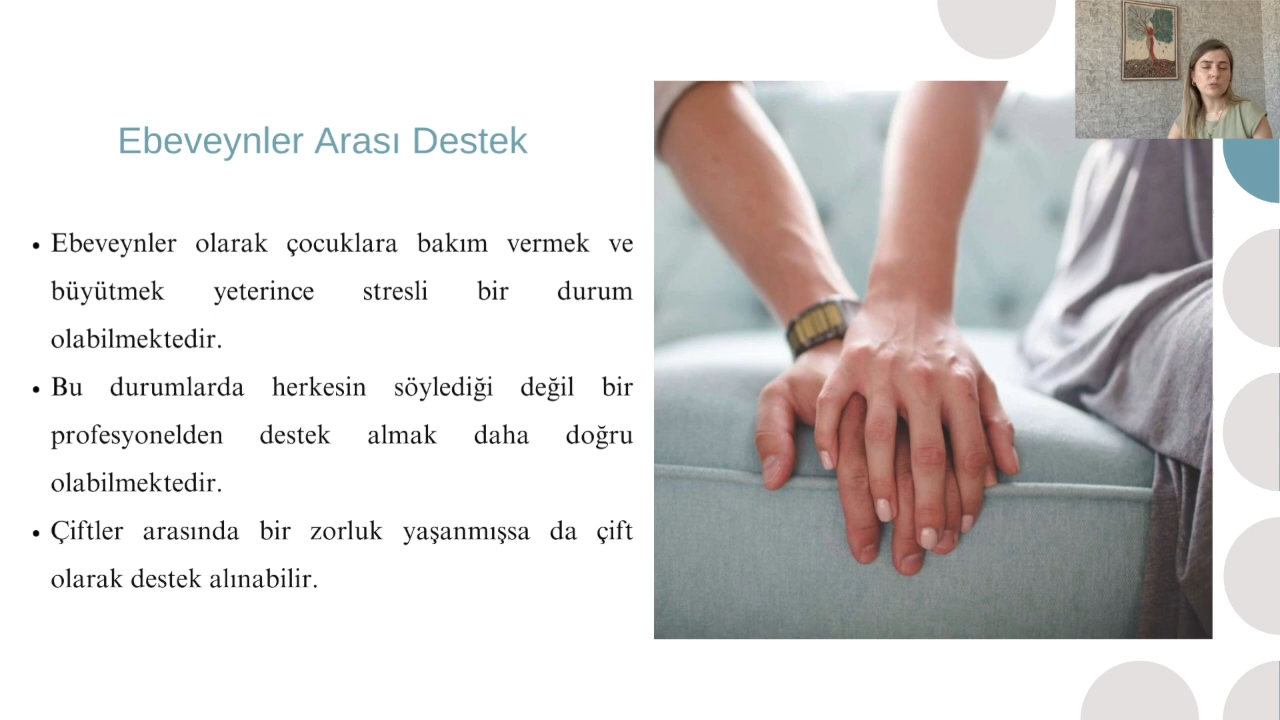 Ebeveynler Arası Destek
• Ebeveynler olarak çocuklara bakım vermek ve
büyütmek yeterince stresli bir durum
olabilmektedir.
• Bu durumlarda herkesin söylediği değil bir
profesyonelden destek almak daha doğru
olabilmektedir.
• Çiftler arasında bir zorluk yaşanmışsa da çift
olarak destek alınabilir.